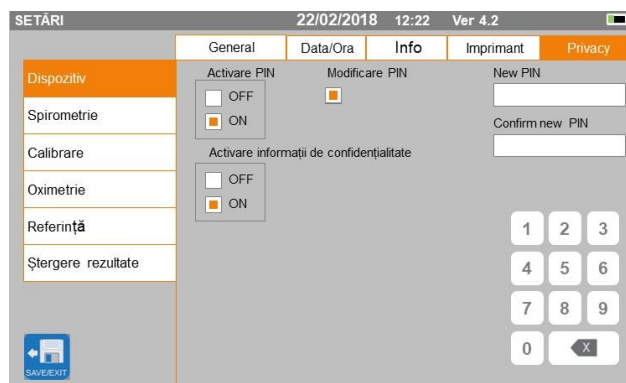 SETĂRI 22/02/2018 12:22 Ver 4.2
General Data/Ora Info Imprimant Privacy
Dispozitiv
Spirometrie
Calibrare
Oximetrie
Referință
Ștergere rezultate
Activare PIN
OFF
ON
Modificare PIN
Activare informații de confidențialitate
OFF
ON
New PIN
Confirm new PIN
1 2 3
4 5 6
7 8 9
0 X
SAVE/EXIT